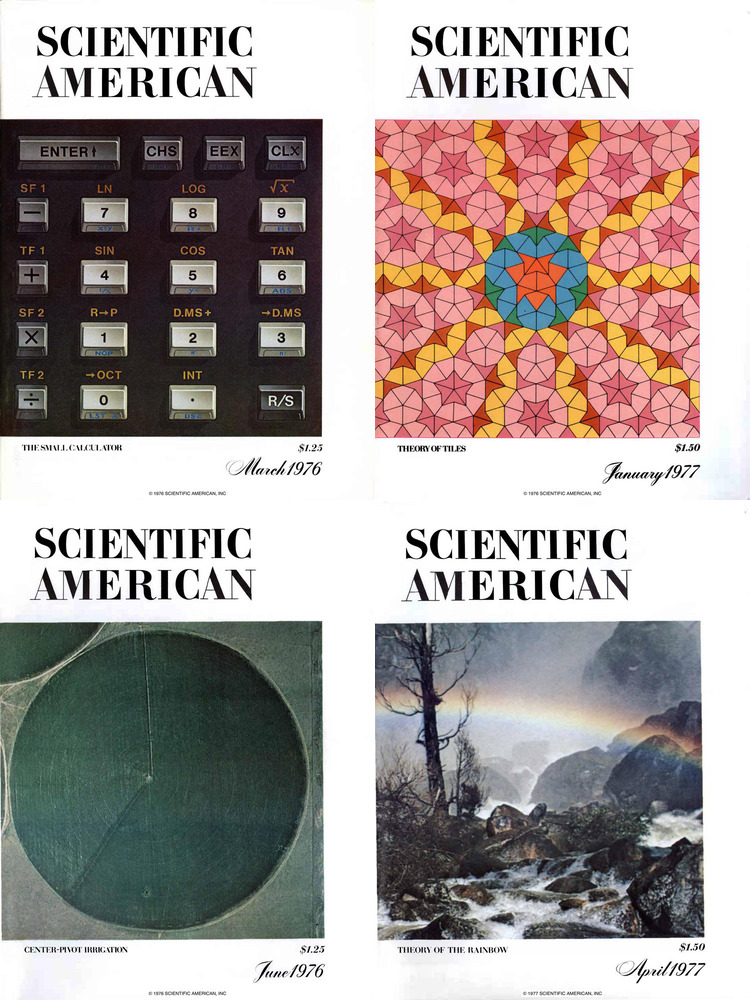 SCIENTIFIC
AMERICAN
ENTER↑ CHS EEX CLX
SF 1 LN LOG √x
− 7 8 9
TF 1 SIN COS TAN
+ 4 5 6
ABS
SF 2 R→P D.MS+ →D.MS
× 1 2 3
NOP
TF 2 →OCT INT
÷ 0 · R/S
LST X
THE SMALL CALCULATOR
$1.25
March 1976
© 1976 SCIENTIFIC AMERICAN, INC
SCIENTIFIC
AMERICAN
THEORY OF TILES
$1.50
January 1977
© 1976 SCIENTIFIC AMERICAN, INC
SCIENTIFIC
AMERICAN
CENTER-PIVOT IRRIGATION
$1.25
June 1976
© 1976 SCIENTIFIC AMERICAN, INC
SCIENTIFIC
AMERICAN
THEORY OF THE RAINBOW
$1.50
April 1977
© 1977 SCIENTIFIC AMERICAN, INC